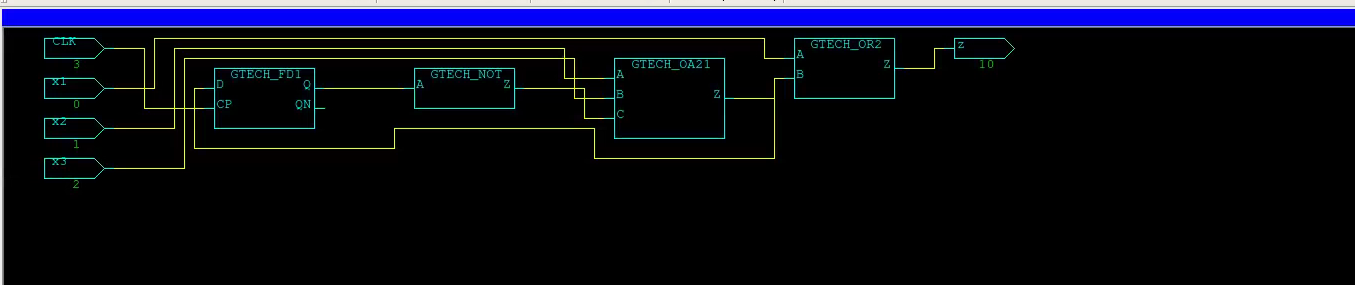 CLK
3
x1
0
x2
1
x3
2
GTECH_FD1
D
Q
CP
QN
GTECH_NOT
A
Z
GTECH_OA21
A
B
C
Z
GTECH_OR2
A
B
Z
z
10